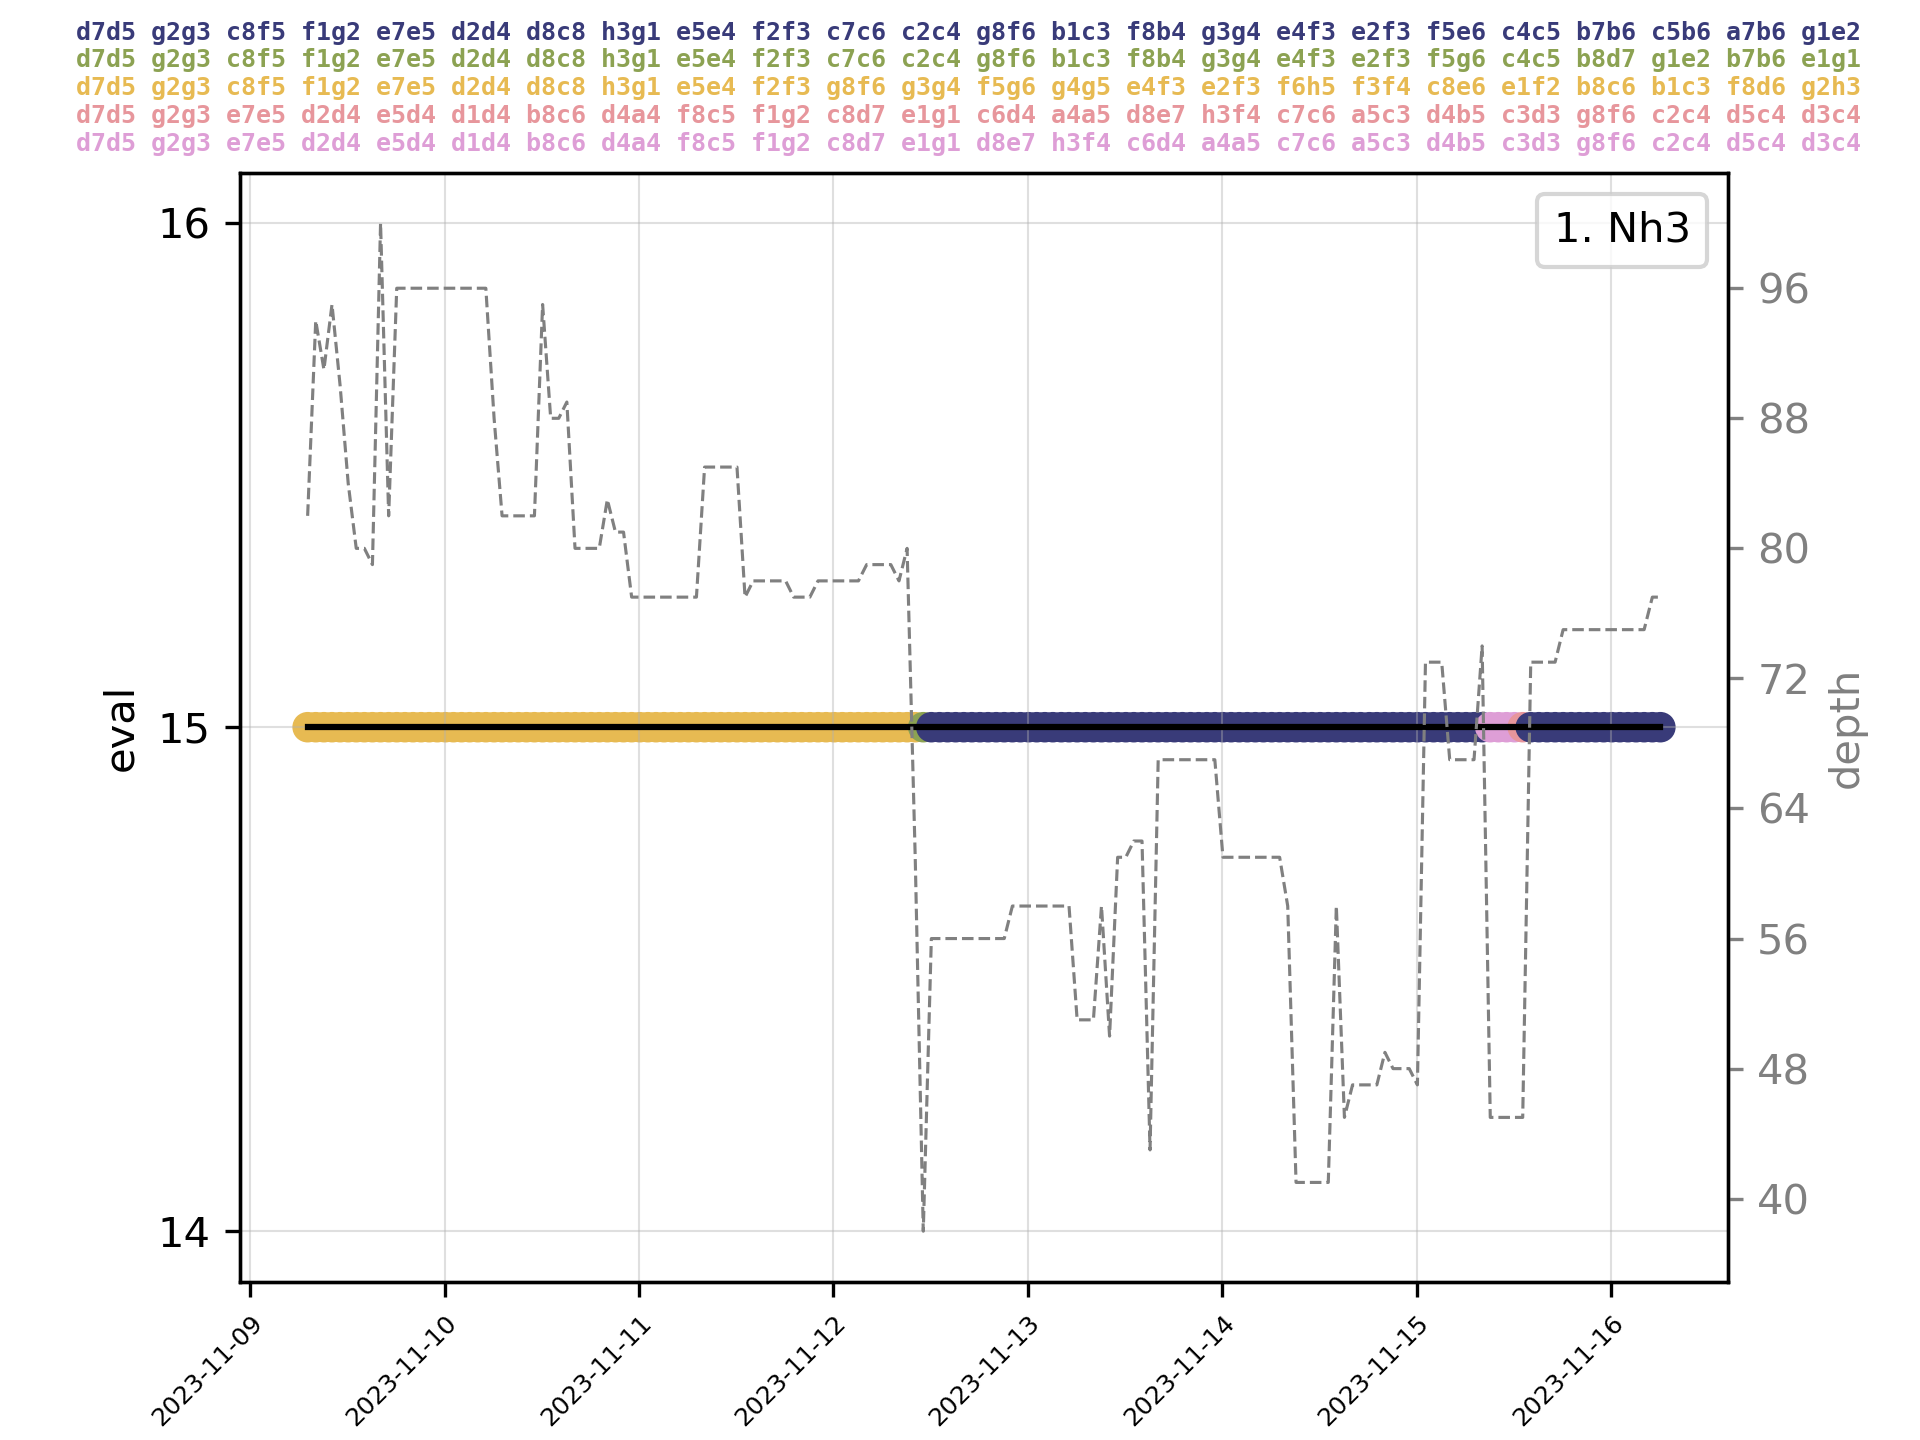 d7d5 g2g3 c8f5 f1g2 e7e5 d2d4 d8c8 h3g1 e5e4 f2f3 c7c6 c2c4 g8f6 b1c3 f8b4 g3g4 e4f3 e2f3 f5e6 c4c5 b7b6 c5b6 a7b6 g1e2
d7d5 g2g3 c8f5 f1g2 e7e5 d2d4 d8c8 h3g1 e5e4 f2f3 c7c6 c2c4 g8f6 b1c3 f8b4 g3g4 e4f3 e2f3 f5g6 c4c5 b8d7 g1e2 b7b6 e1g1
d7d5 g2g3 c8f5 f1g2 e7e5 d2d4 d8c8 h3g1 e5e4 f2f3 g8f6 g3g4 f5g6 g4g5 e4f3 e2f3 f6h5 f3f4 c8e6 e1f2 b8c6 b1c3 f8d6 g2h3
d7d5 g2g3 e7e5 d2d4 e5d4 d1d4 b8c6 d4a4 f8c5 f1g2 c8d7 e1g1 c6d4 a4a5 d8e7 h3f4 c7c6 a5c3 d4b5 c3d3 g8f6 c2c4 d5c4 d3c4
d7d5 g2g3 e7e5 d2d4 e5d4 d1d4 b8c6 d4a4 f8c5 f1g2 c8d7 e1g1 d8e7 h3f4 c6d4 a4a5 c7c6 a5c3 d4b5 c3d3 g8f6 c2c4 d5c4 d3c4
1. Nh3
16
15
14
eval
96
88
80
72
64
56
48
40
depth
2023-11-09
2023-11-10
2023-11-11
2023-11-12
2023-11-13
2023-11-14
2023-11-15
2023-11-16